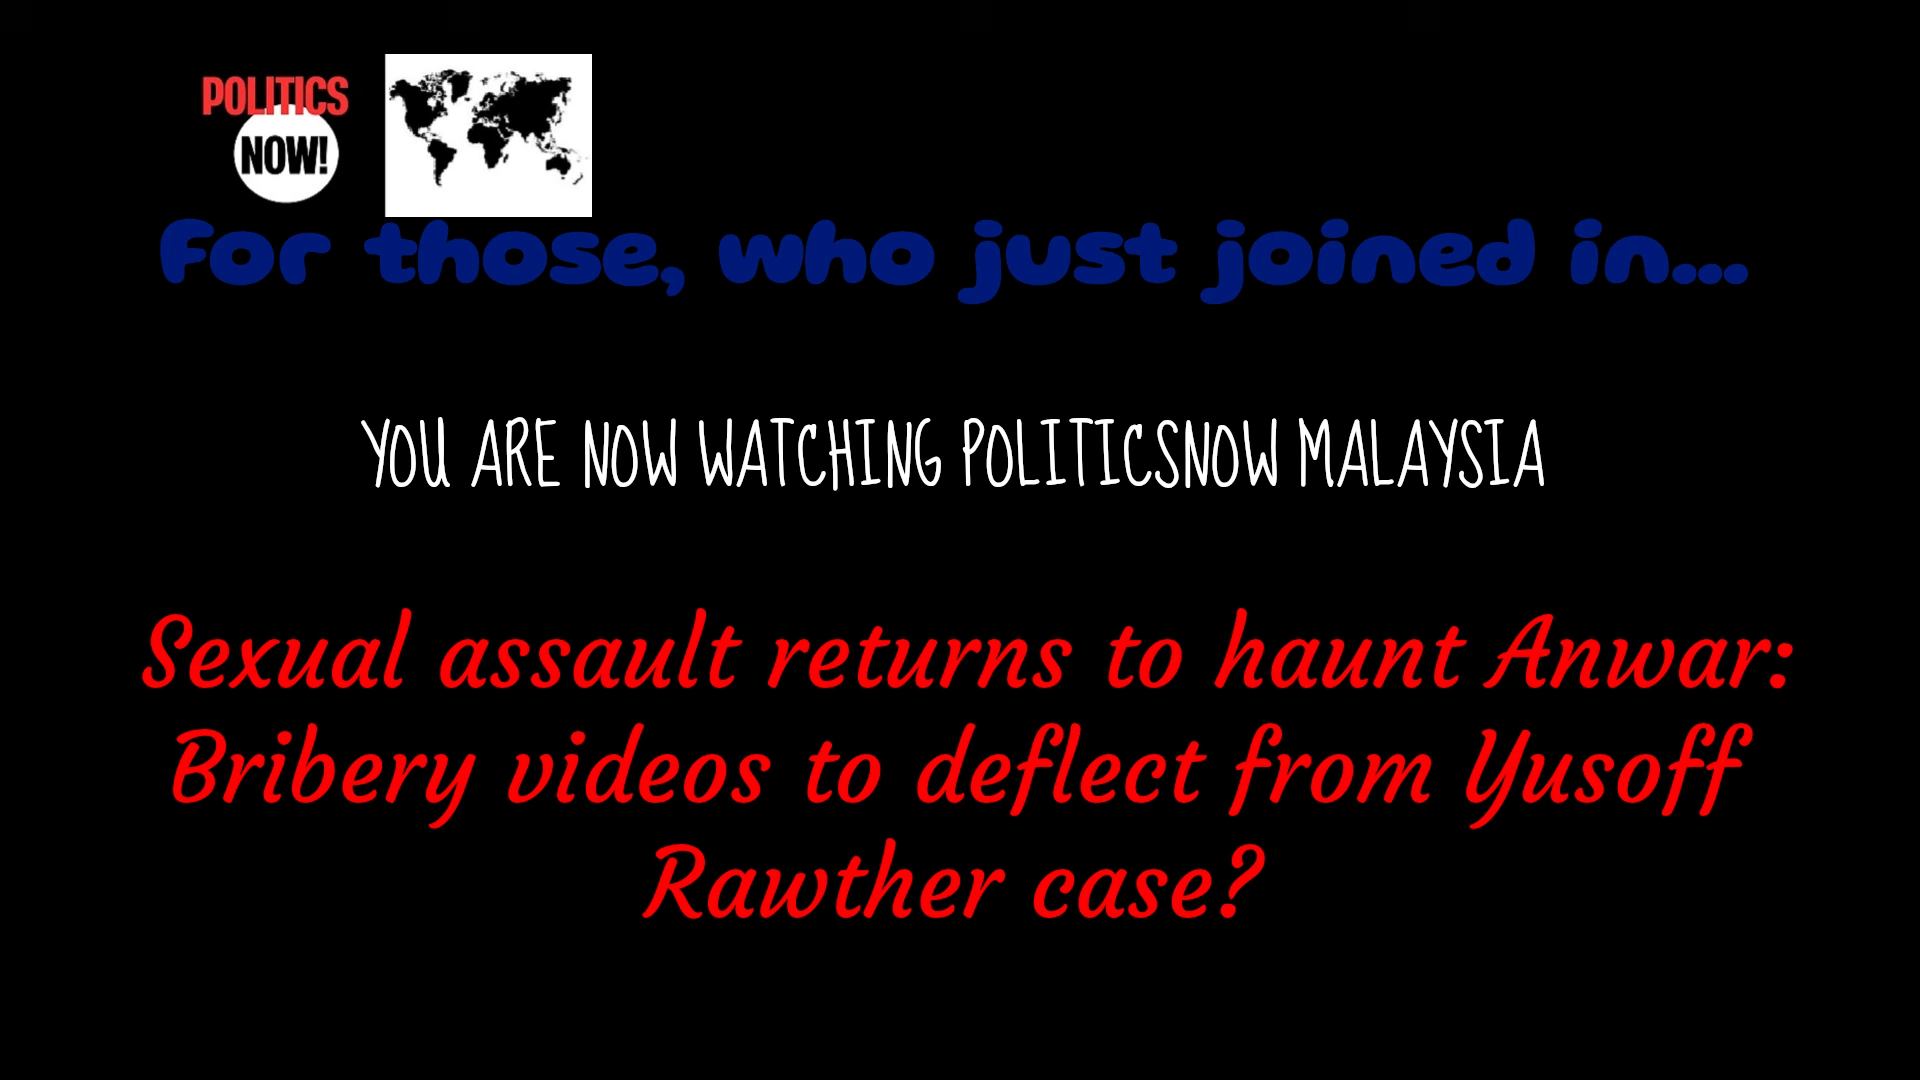 POLITICS
NOW!
For those, who just joined in...
YOU ARE NOW WATCHING POLITICSNOW MALAYSIA
Sexual assault returns to haunt Anwar:
Bribery videos to deflect from Yusoff
Rawther case?